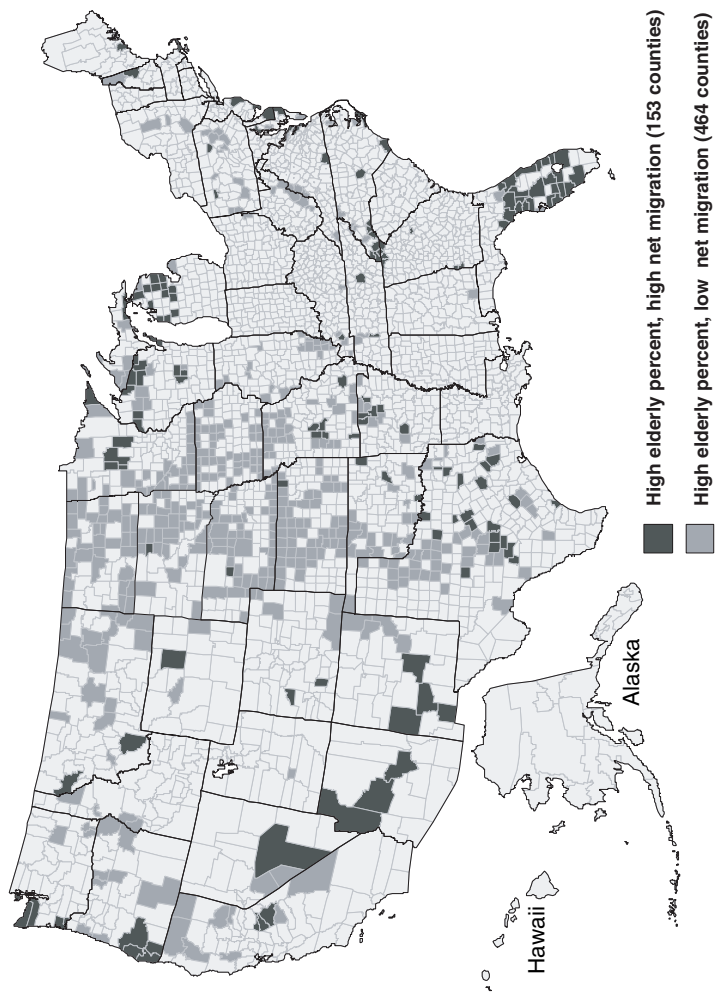 High elderly percent, high net migration (153 counties)
High elderly percent, low net migration (464 counties)
Alaska
Hawaii